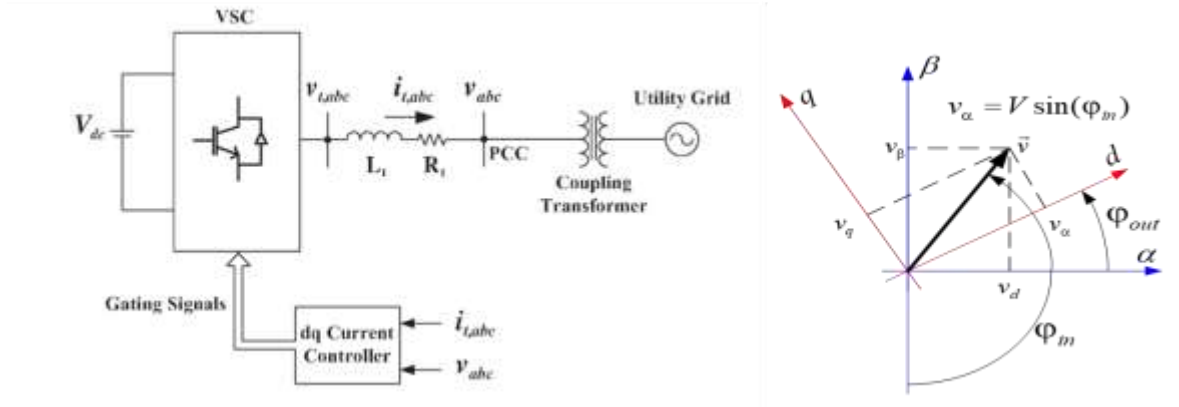 VSC
V_dc
v_t,abc
i_t,abc
v_abc
Utility Grid
L_t
R_t
PCC
Coupling
Transformer
Gating Signals
dq Current
Controller
i_t,abc
v_abc
β
q
v_α = V sin(φ_in)
v_β
v⃗
d
v_q
v_α
φ_out
α
v_d
φ_in